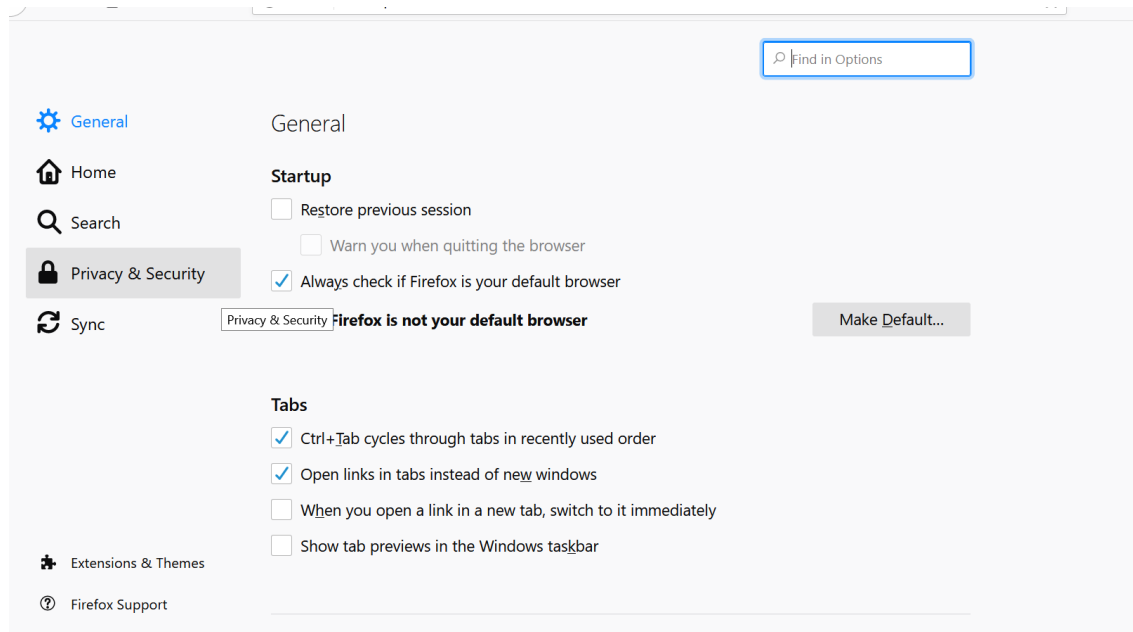 Find in Options
General
Home
Search
Privacy & Security
Sync
General
Startup
Restore previous session
Warn you when quitting the browser
Always check if Firefox is your default browser
Privacy & Security
Firefox is not your default browser
Make Default...
Tabs
Ctrl+Tab cycles through tabs in recently used order
Open links in tabs instead of new windows
When you open a link in a new tab, switch to it immediately
Show tab previews in the Windows taskbar
Extensions & Themes
Firefox Support